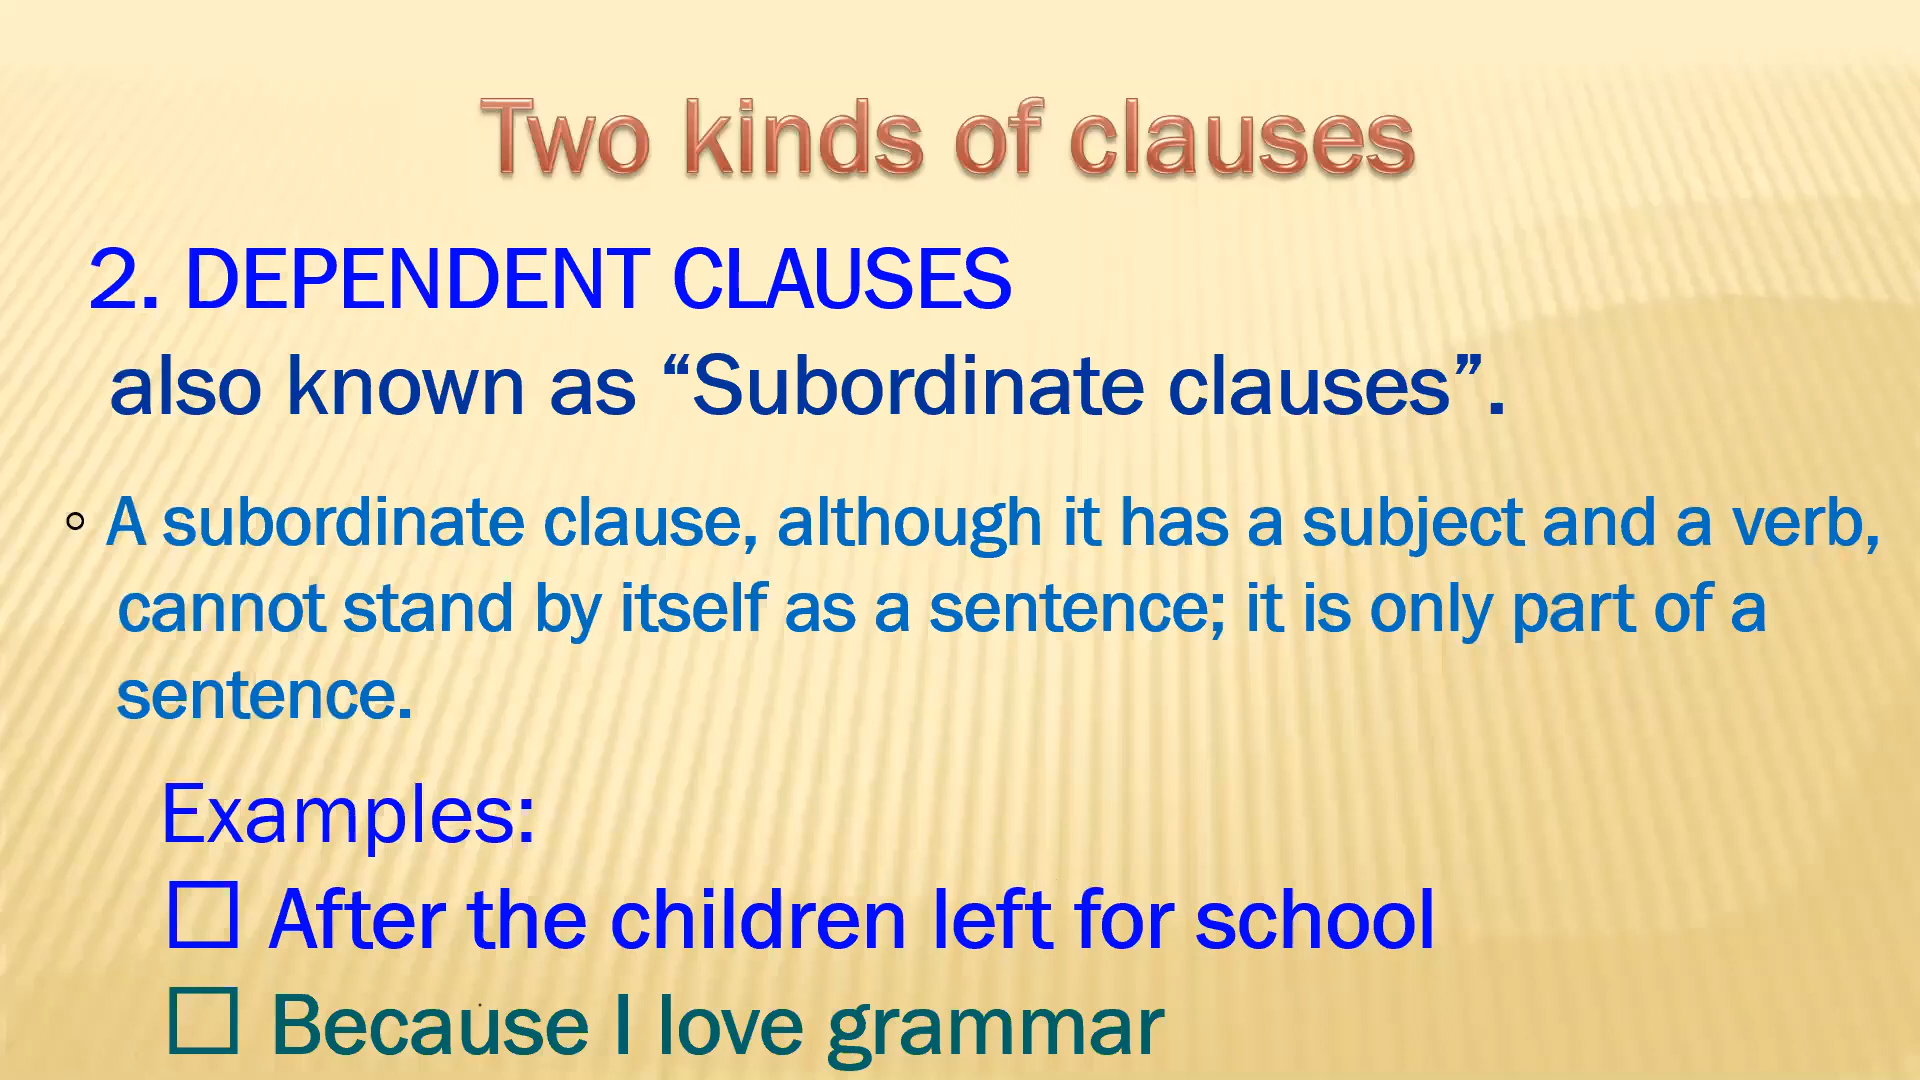 Two kinds of clauses
2. DEPENDENT CLAUSES
also known as “Subordinate clauses”.
◦ A subordinate clause, although it has a subject and a verb,
cannot stand by itself as a sentence; it is only part of a
sentence.
Examples:
☐ After the children left for school
☐ Because I love grammar